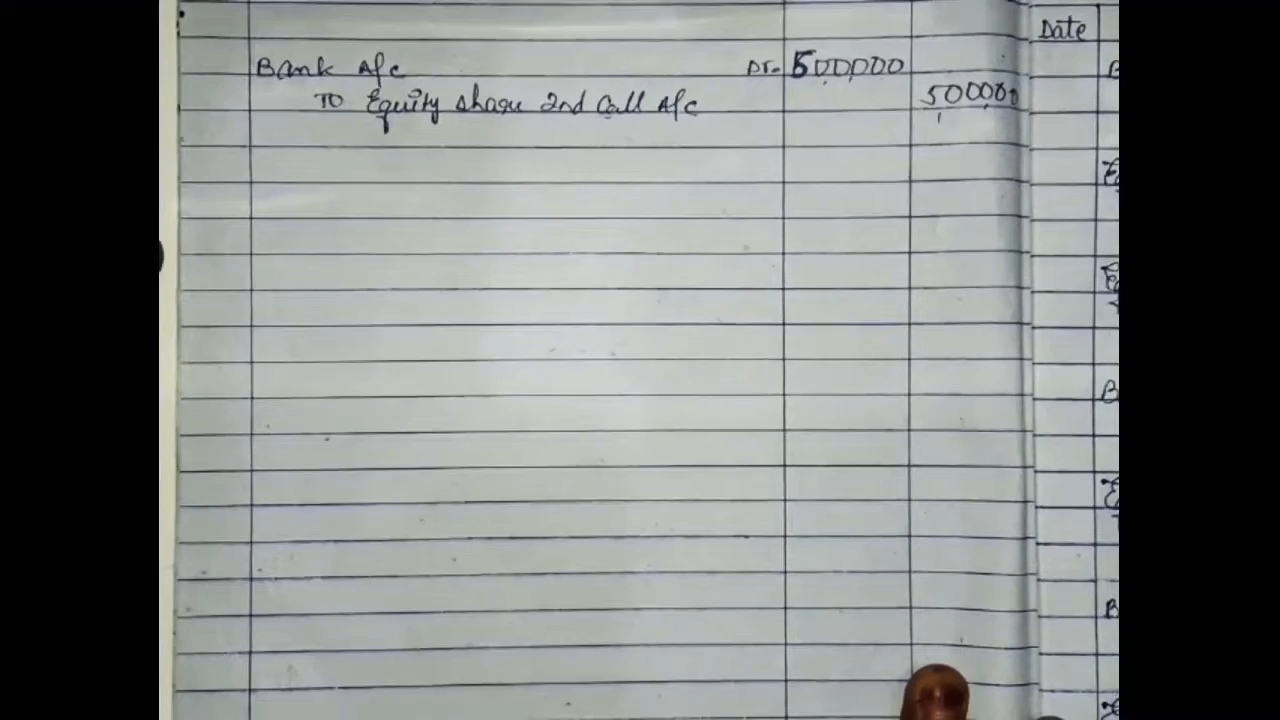 Date
Bank A/c Dr. 500000
To Equity share 2nd Call A/c 500000
B
B
B